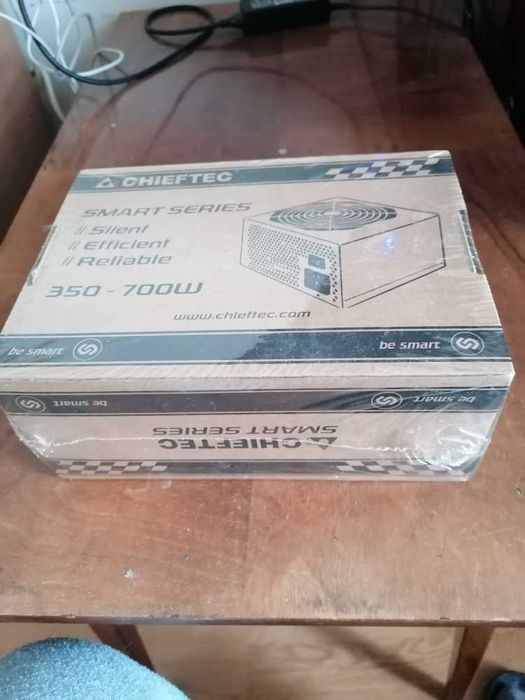 CHIEFTEC
SMART SERIES
// Silent
// Efficient
// Reliable
350 - 700W
www.chieftec.com
be smart
be smart
be smart
be smart
CHIEFTEC
SMART SERIES